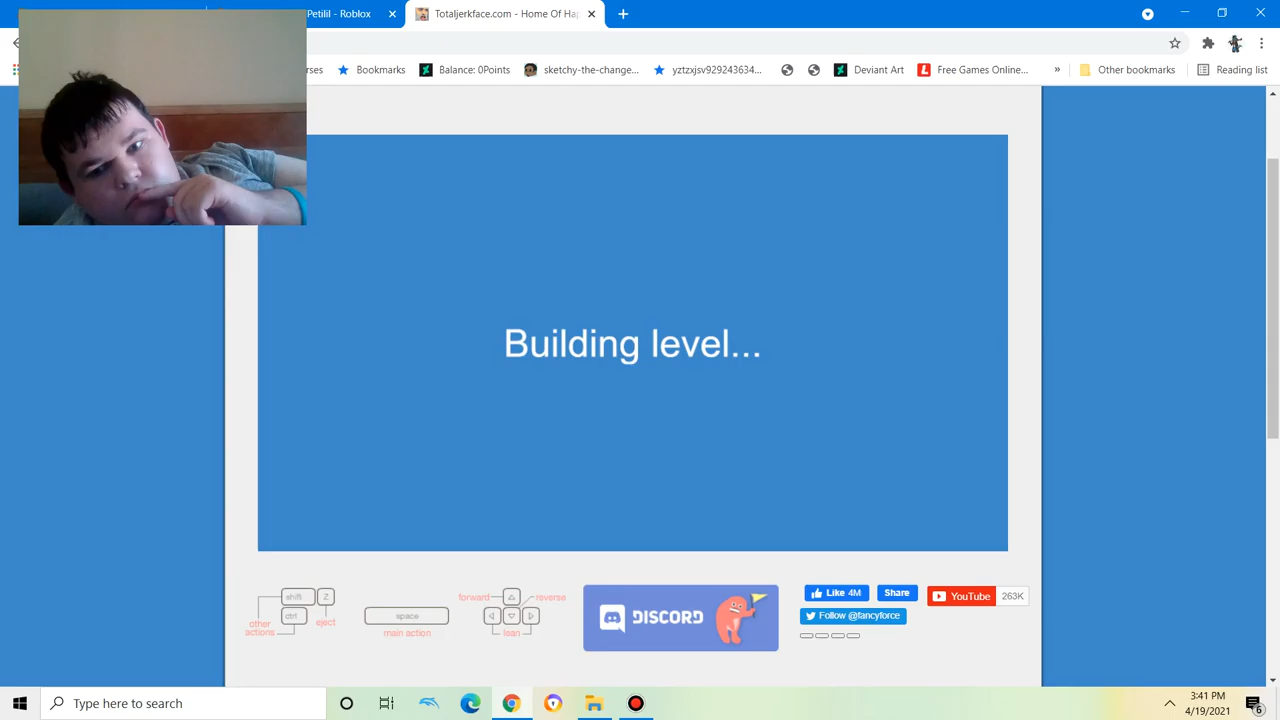 Petilil - Roblox
Totaljerkface.com - Home Of Ha
Bookmarks
Balance: 0Points
sketchy-the-change...
yztzxjsv929243634...
Deviant Art
Free Games Online...
»
Other bookmarks
Reading list
Building level...
shift
Z
ctrl
other
actions
eject
space
main action
forward
reverse
lean
DISCORD
Like 4M
Share
YouTube
263K
Follow @fancyforce
Type here to search
3:41 PM
4/19/2021
6